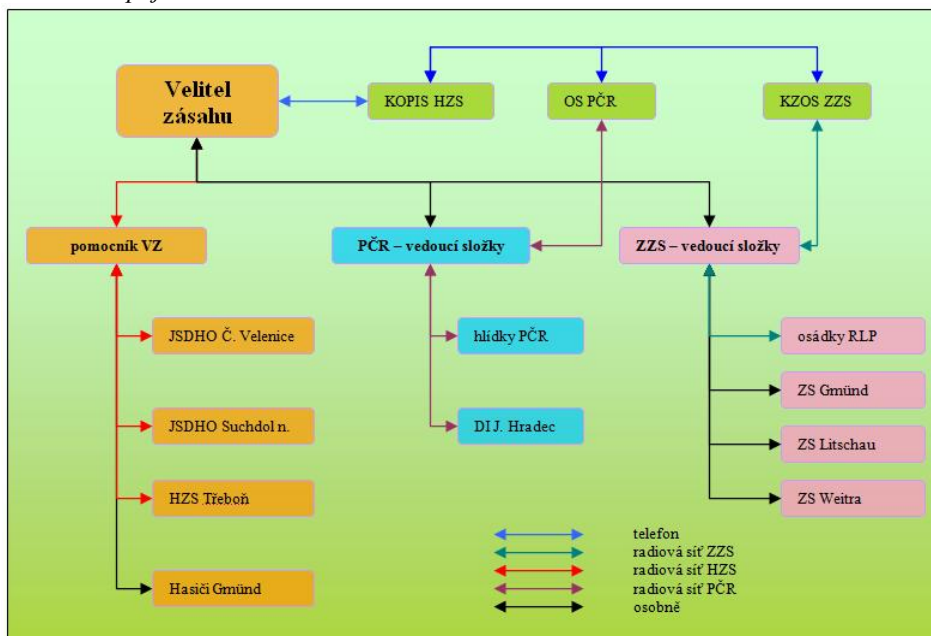 Velitel
zásahu
KOPIS HZS
OS PČR
KZOS ZZS
pomocník VZ
PČR – vedoucí složky
ZZS – vedoucí složky
JSDHO Č. Velenice
hlídky PČR
osádky RLP
ZS Gmünd
JSDHO Suchdol n.
DI J. Hradec
ZS Litschau
HZS Třeboň
ZS Weitra
Hasiči Gmünd
telefon
radiová síť ZZS
radiová síť HZS
radiová síť PČR
osobně